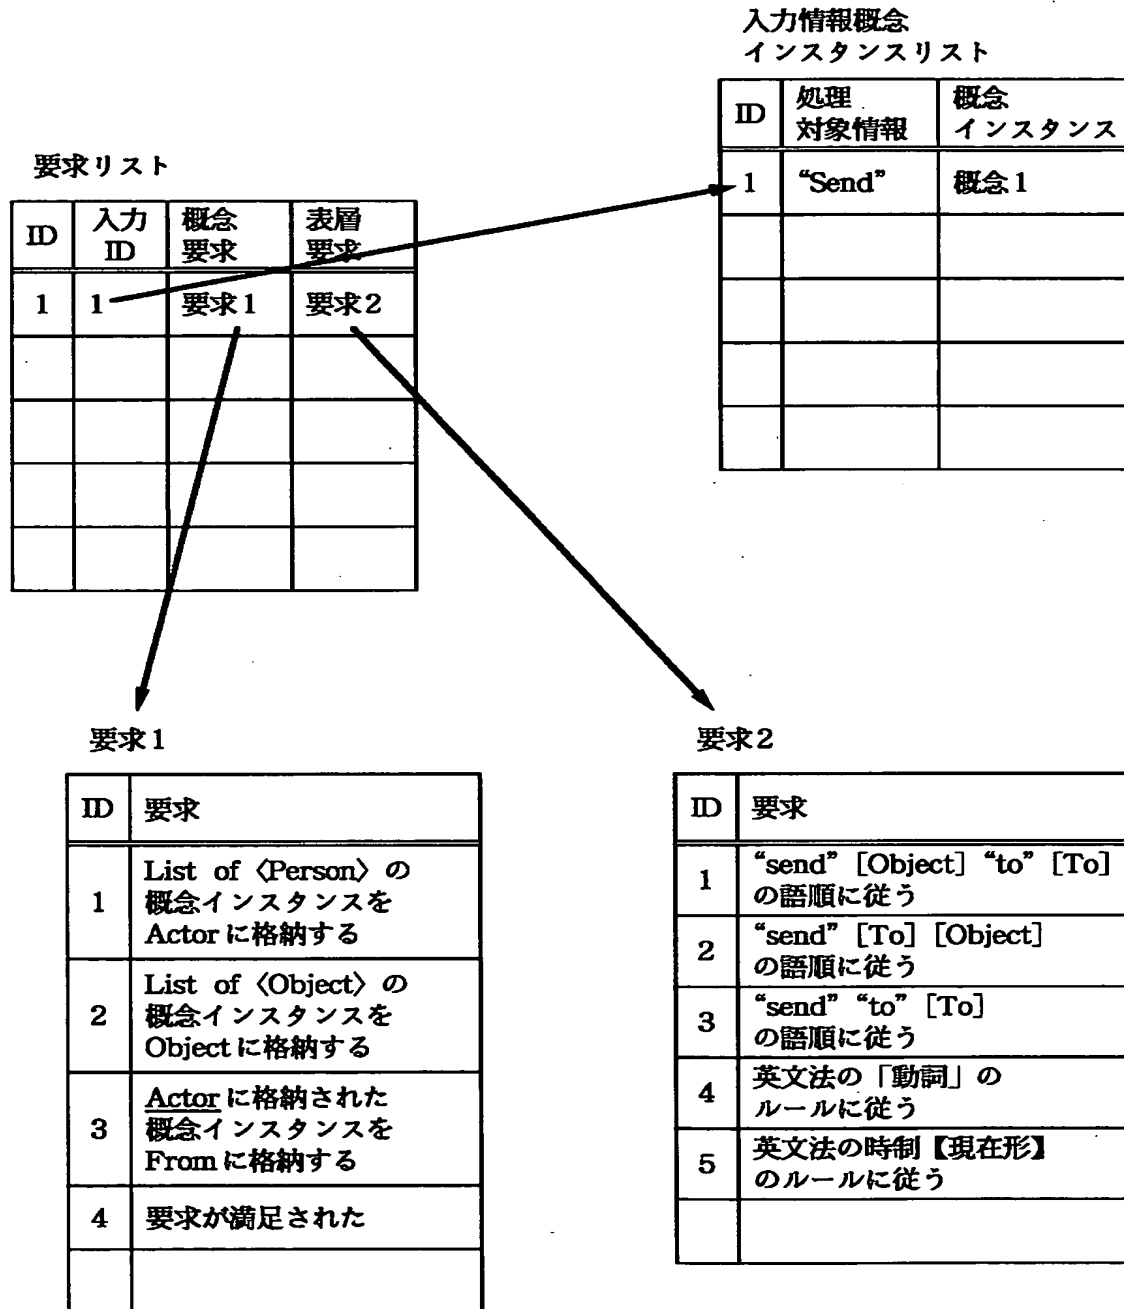 入力情報概念
インスタンスリスト
ID
処理
対象情報
概念
インスタンス
1
“Send”
概念1
要求リスト
ID
入力
ID
概念
要求
表層
要求
1
1
要求1
要求2
要求1
ID
要求
1
List of 〈Person〉の
概念インスタンスを
Actorに格納する
2
List of 〈Object〉の
概念インスタンスを
Objectに格納する
3
Actorに格納された
概念インスタンスを
Fromに格納する
4
要求が満足された
要求2
ID
要求
1
“send” [Object] “to” [To]
の語順に従う
2
“send” [To] [Object]
の語順に従う
3
“send” “to” [To]
の語順に従う
4
英文法の「動詞」の
ルールに従う
5
英文法の時制【現在形】
のルールに従う